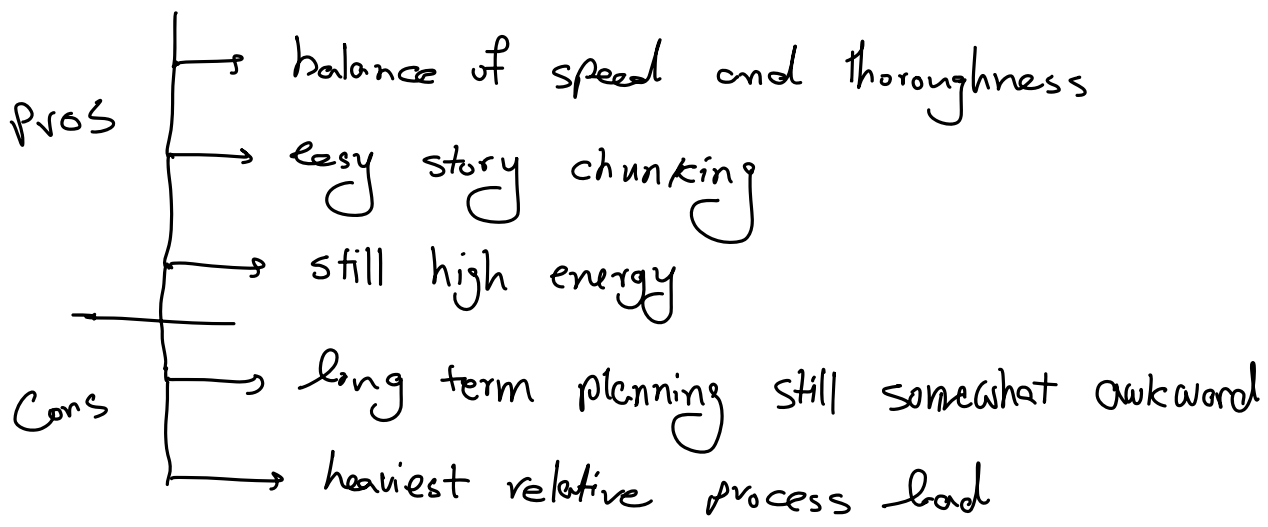 Pros
balance of speed and thoroughness
easy story chunking
still high energy
Cons
long term planning still somewhat awkward
heaviest relative process load